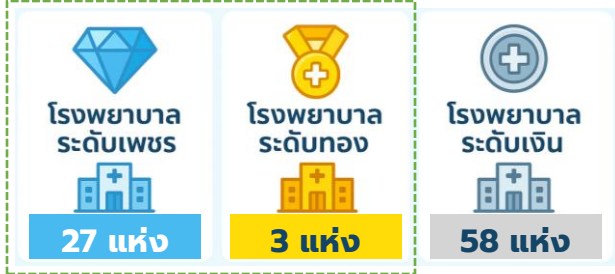 โรงพยาบาล
ระดับเพชร
27 แห่ง
โรงพยาบาล
ระดับทอง
3 แห่ง
โรงพยาบาล
ระดับเงิน
58 แห่ง